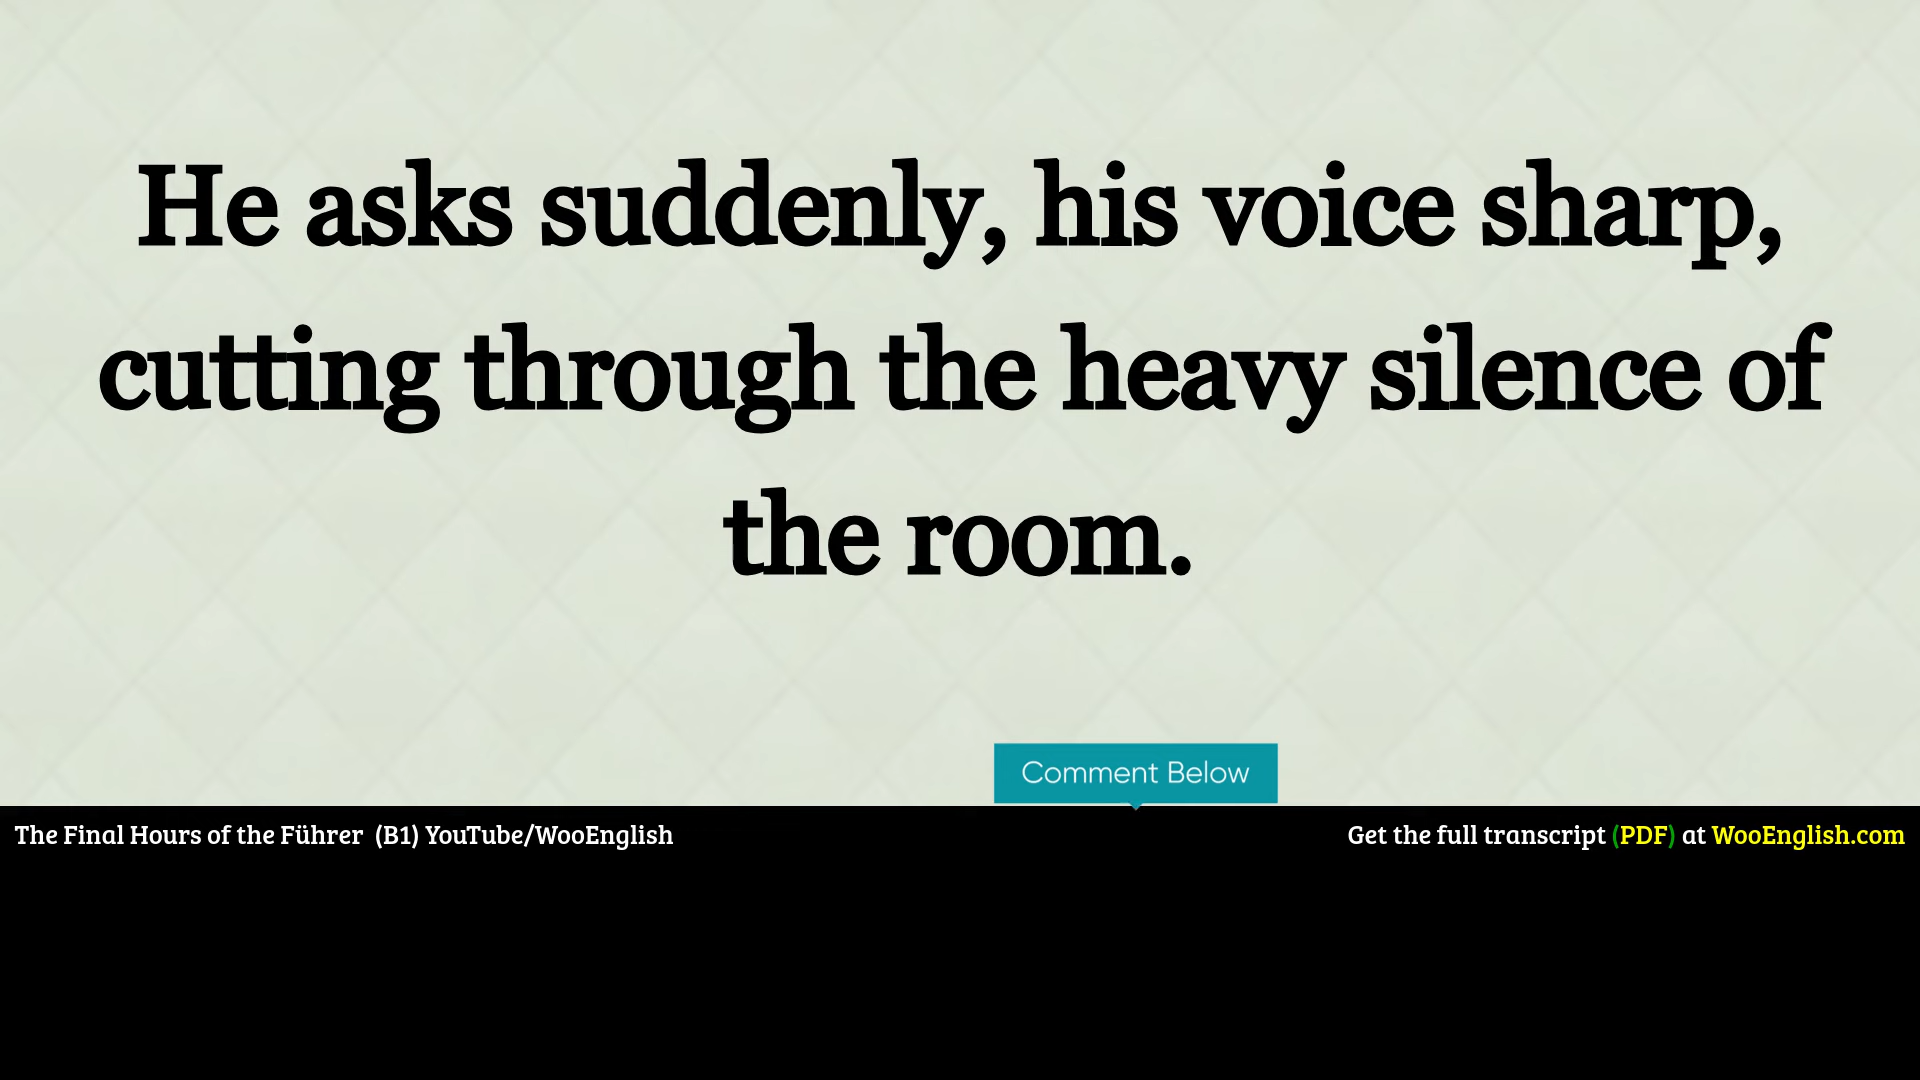 He asks suddenly, his voice sharp,
cutting through the heavy silence of
the room.
Comment Below
The Final Hours of the Führer (B1) YouTube/WooEnglish
Get the full transcript (PDF) at WooEnglish.com